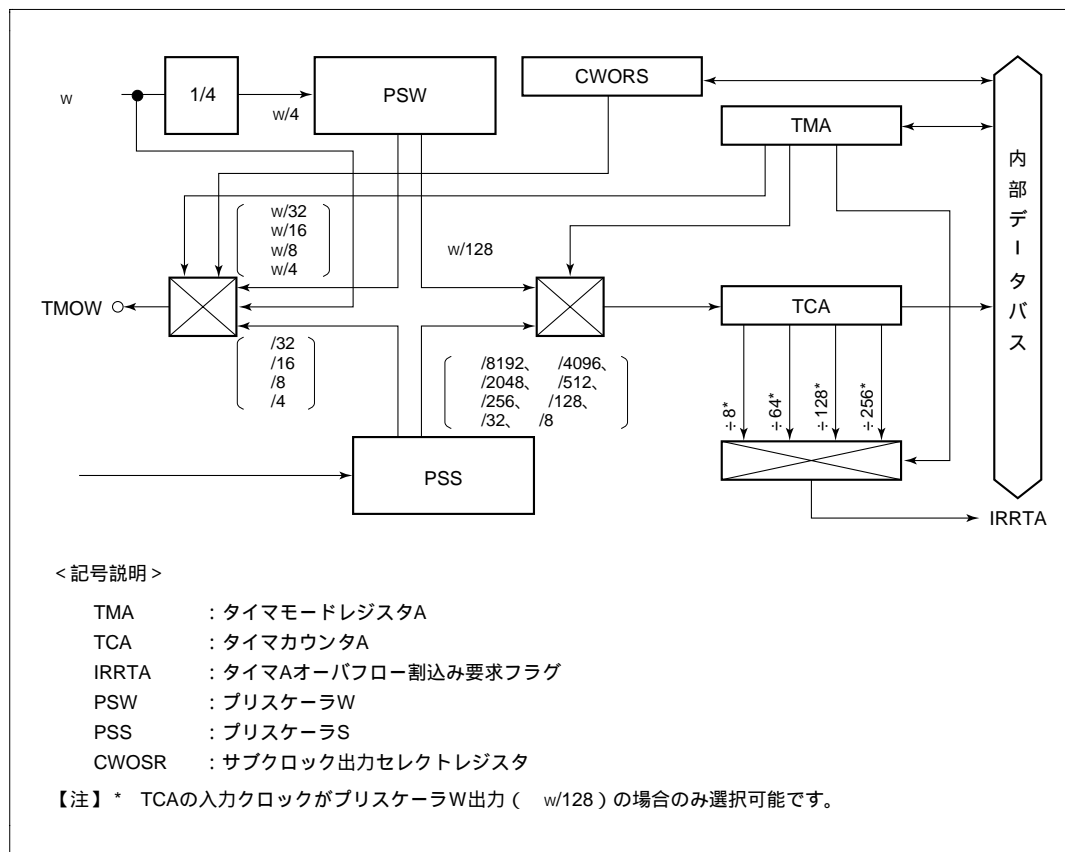 CWORS
w
1/4
w/4
PSW
TMA
w/32
w/16
w/8
w/4
w/128
TMOW
TCA
内部データバス
/32
/16
/8
/4
/8192、 /4096、
/2048、 /512、
/256、 /128、
/32、 /8
÷8*
÷64*
÷128*
÷256*
PSS
IRRTA
<記号説明>
TMA :タイマモードレジスタA
TCA :タイマカウンタA
IRRTA :タイマAオーバフロー割込み要求フラグ
PSW :プリスケーラW
PSS :プリスケーラS
CWOSR :サブクロック出力セレクトレジスタ
【注】* TCAの入力クロックがプリスケーラW出力( w/128)の場合のみ選択可能です。